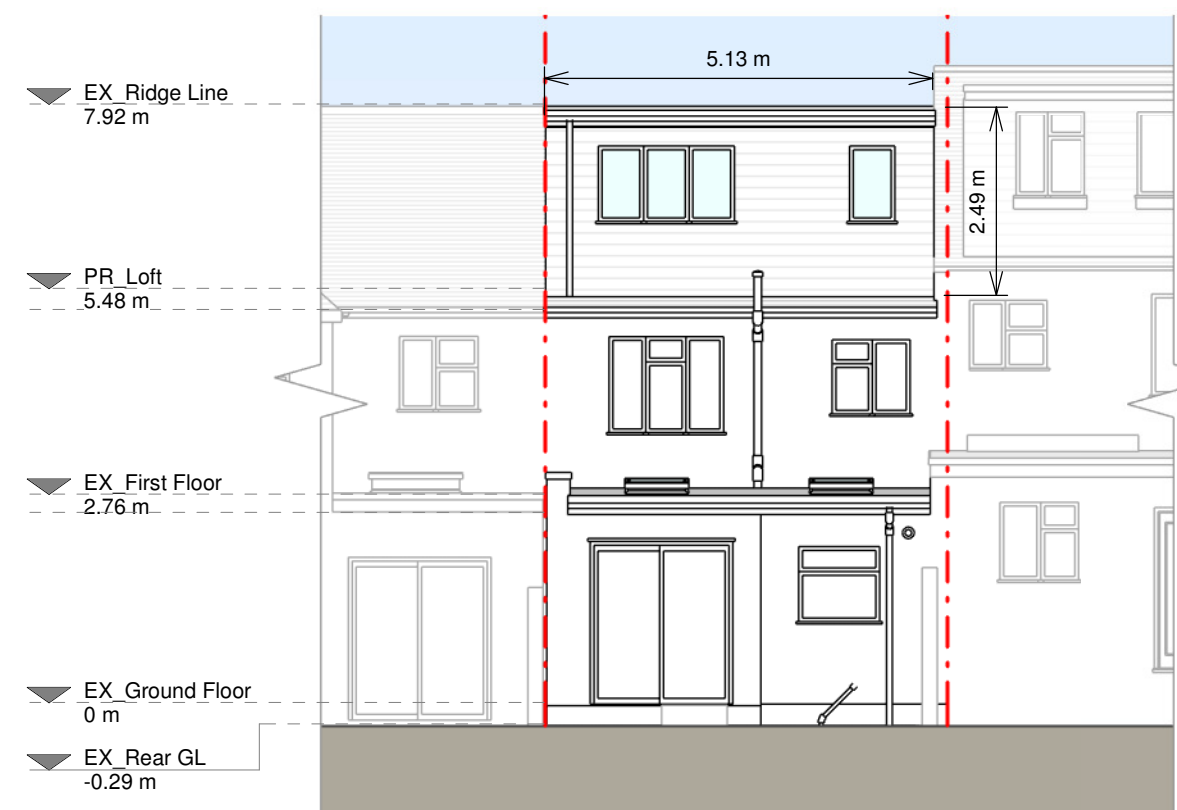 5.13 m
EX_Ridge Line
7.92 m
2.49 m
PR_Loft
5.48 m
EX_First Floor
2.76 m
EX_Ground Floor
0 m
EX_Rear GL
-0.29 m